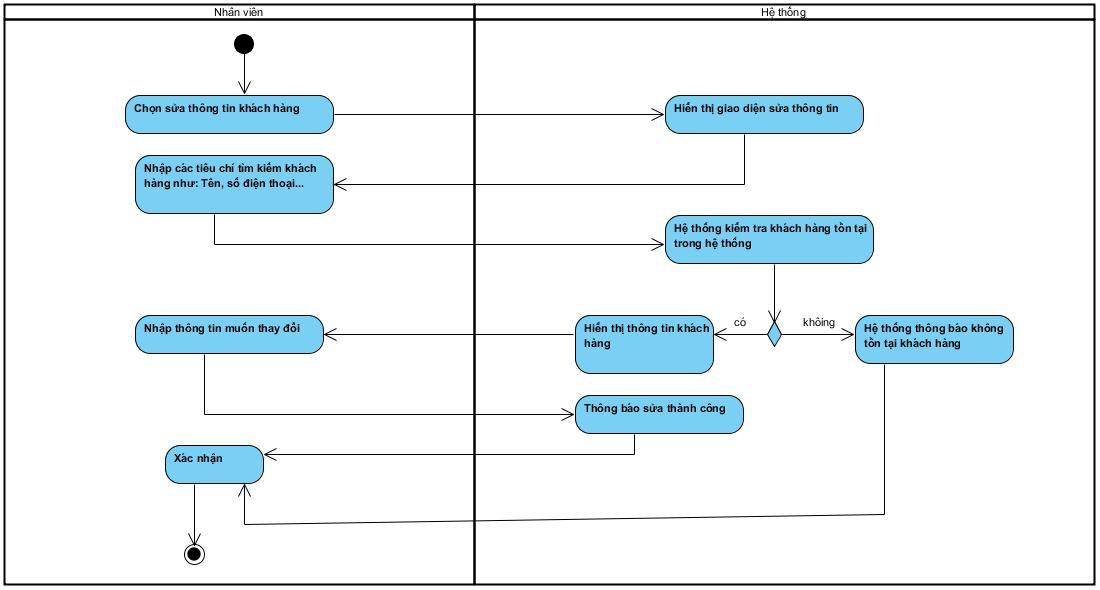 Nhân viên
Hệ thống
Chọn sửa thông tin khách hàng
Hiển thị giao diện sửa thông tin
Nhập các tiêu chí tìm kiếm khách
hàng như: Tên, số điện thoại...
Hệ thống kiểm tra khách hàng tồn tại
trong hệ thống
có
không
Nhập thông tin muốn thay đổi
Hiển thị thông tin khách
hàng
Hệ thống thông báo không
tồn tại khách hàng
Thông báo sửa thành công
Xác nhận